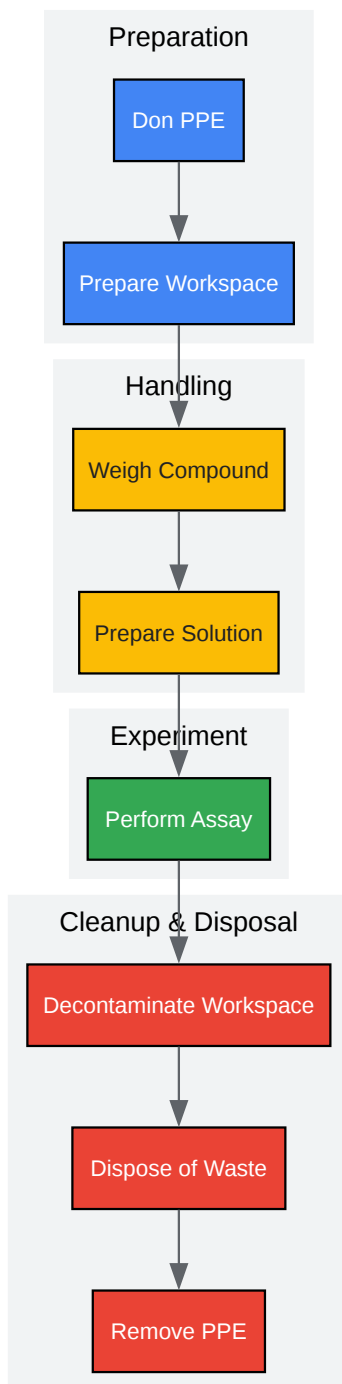 Preparation
Don PPE
Prepare Workspace
Handling
Weigh Compound
Prepare Solution
Experiment
Perform Assay
Cleanup & Disposal
Decontaminate Workspace
Dispose of Waste
Remove PPE